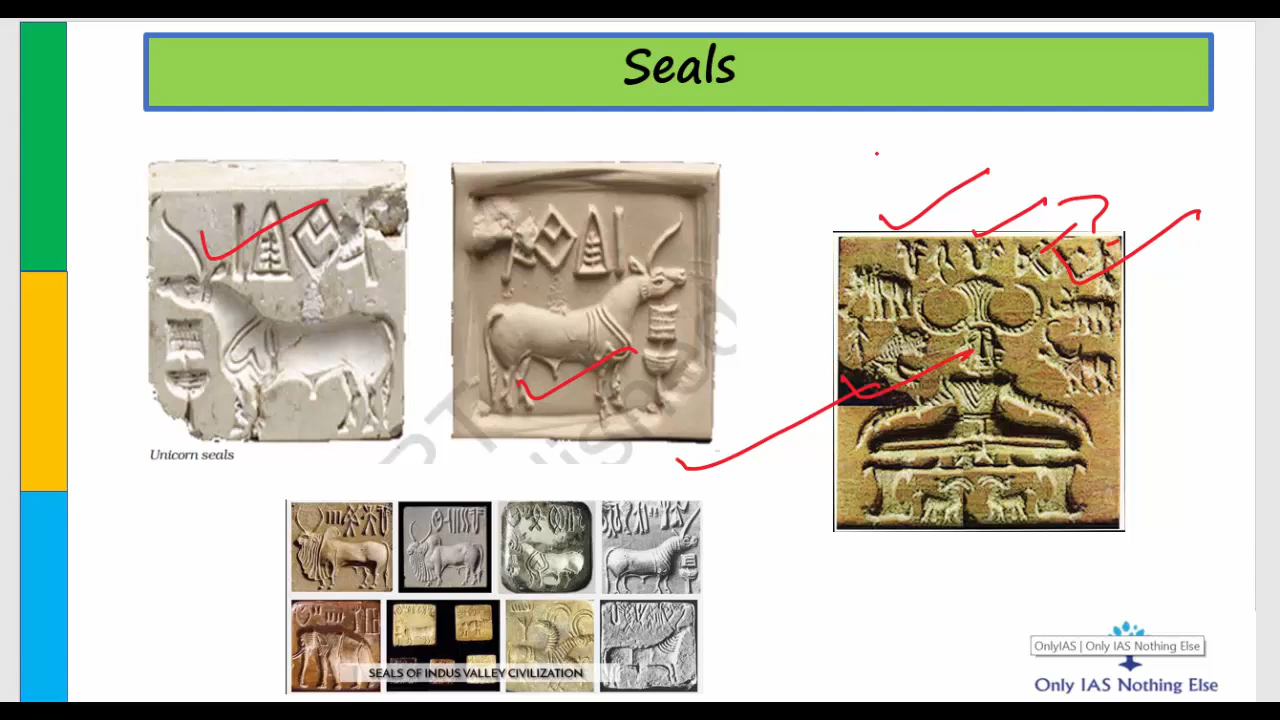 Seals
Unicorn seals
SEALS OF INDUS VALLEY CIVILIZATION
OnlyIAS | Only IAS Nothing Else
Only IAS Nothing Else